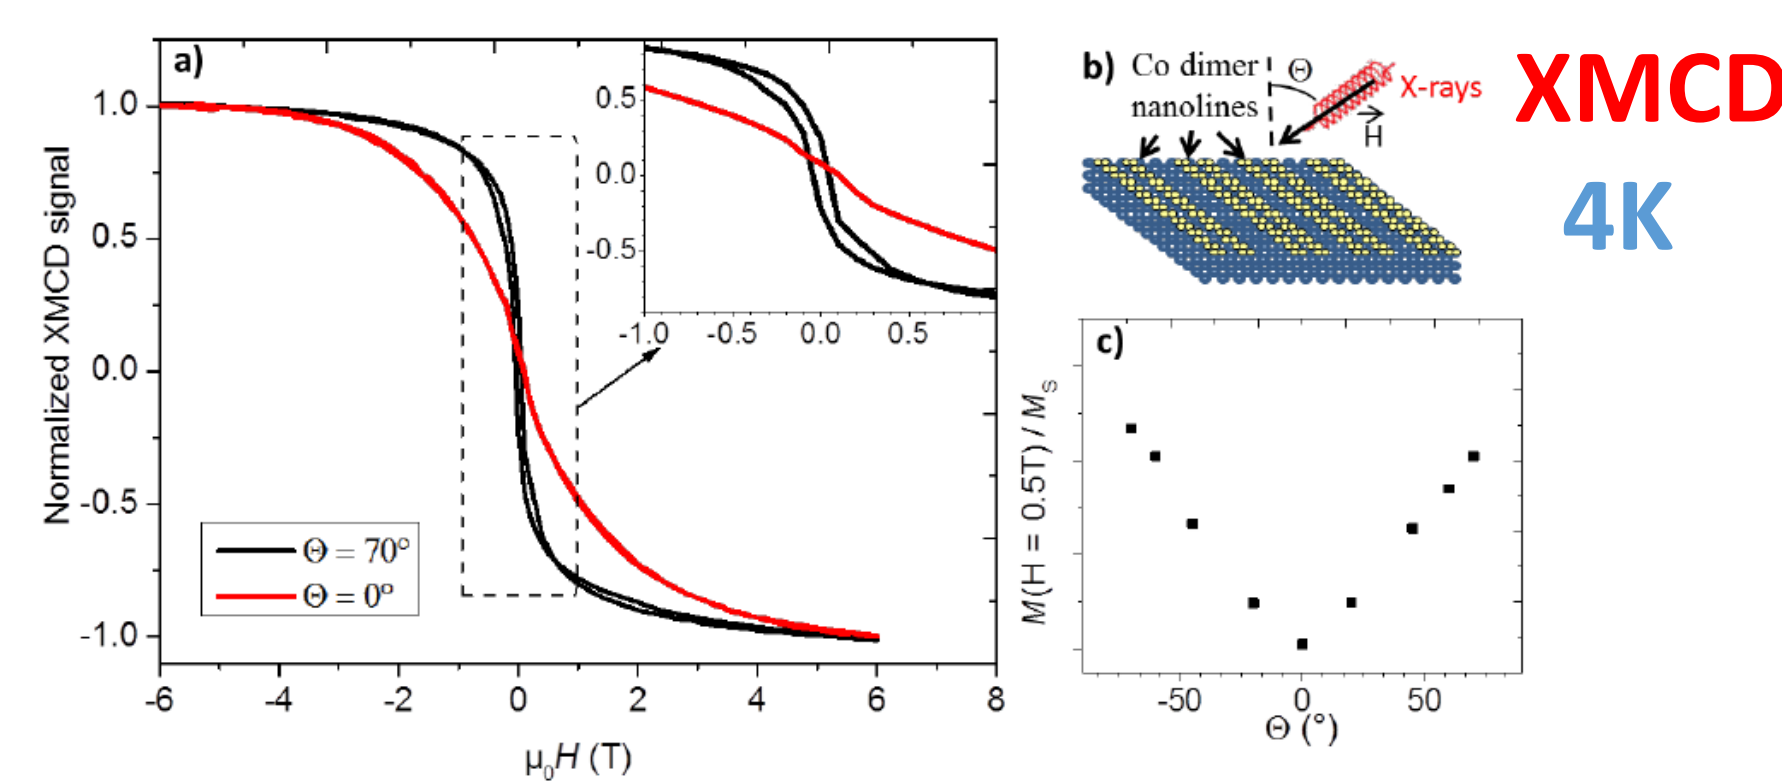 a)
1.0
0.5
0.0
-0.5
-1.0
Normalized XMCD signal
-6
-4
-2
0
2
4
6
8
μ0H (T)
Θ = 70º
Θ = 0º
0.5
0.0
-0.5
-1.0
-0.5
0.0
0.5
b)
Co dimer
nanolines
Θ
X-rays
H
XMCD
4K
c)
M(H = 0.5T) / MS
-50
0
50
Θ (°)